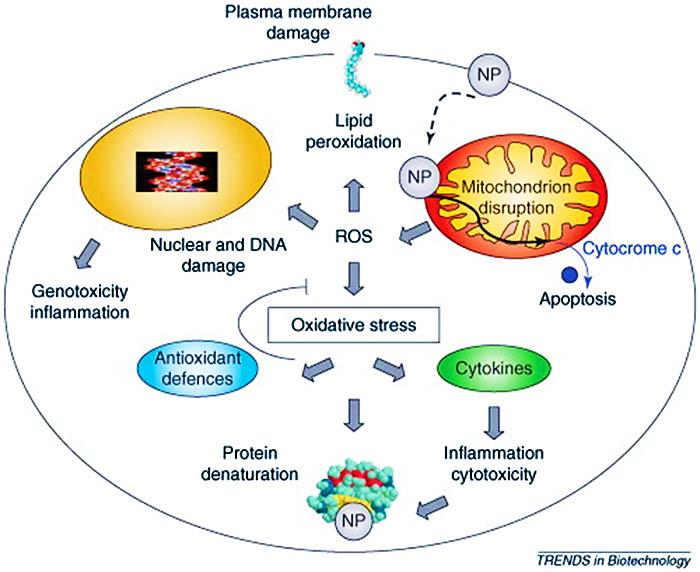 Plasma membrane
damage
NP
Lipid
peroxidation
NP
Mitochondrion
disruption
ROS
Nuclear and DNA
damage
Cytocrome c
Genotoxicity
inflammation
Apoptosis
Oxidative stress
Antioxidant
defences
Cytokines
Protein
denaturation
Inflammation
cytotoxicity
NP
TRENDS in Biotechnology